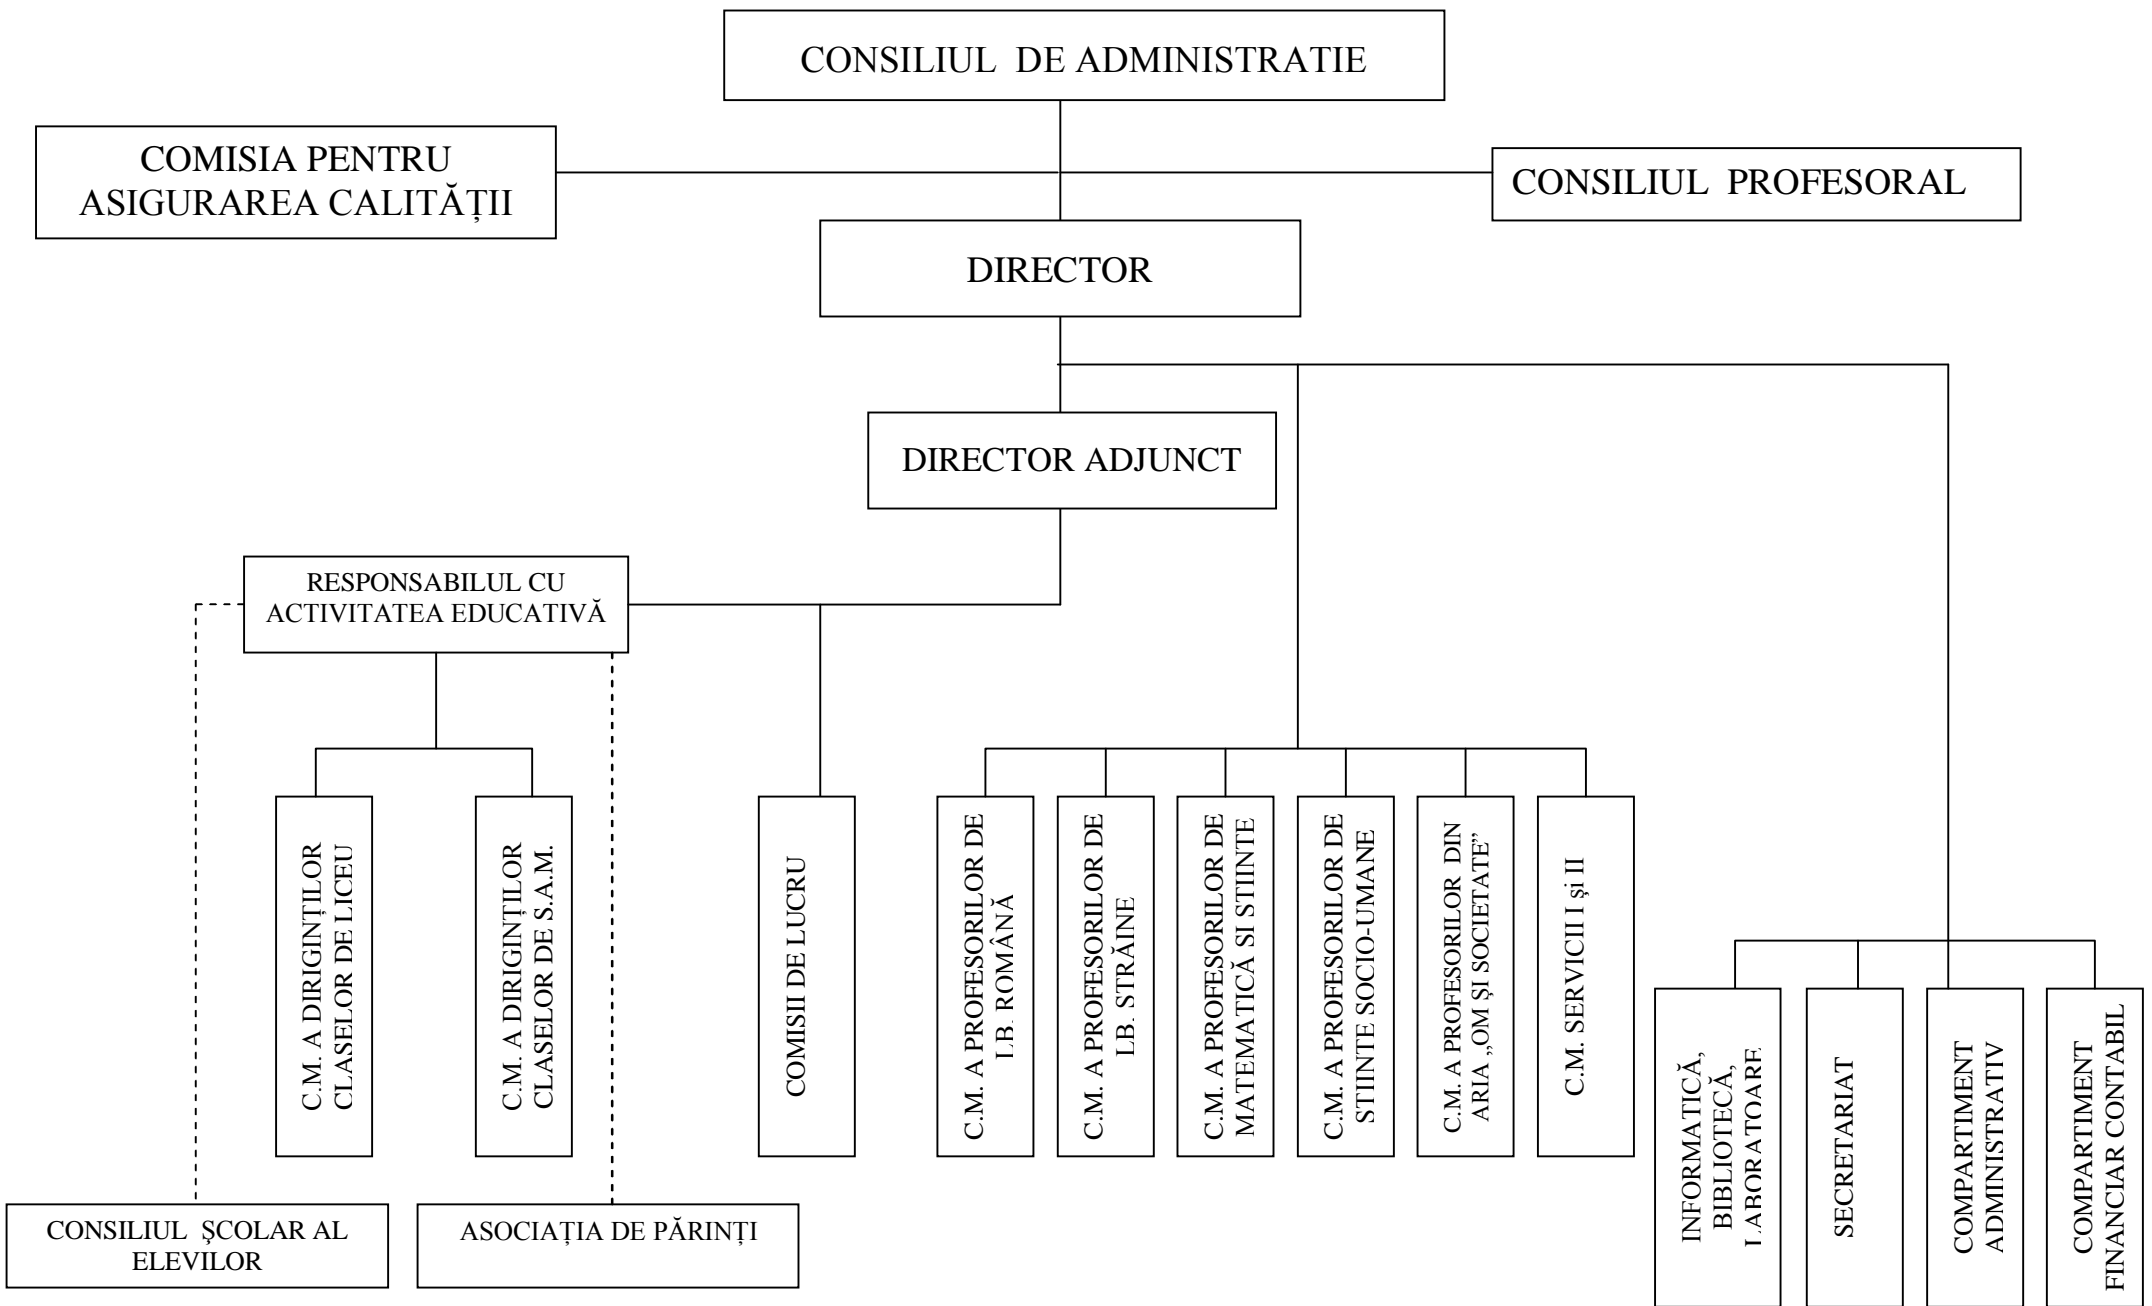 CONSILIUL DE ADMINISTRATIE
COMISIA PENTRU
ASIGURAREA CALITĂȚII
CONSILIUL PROFESORAL
DIRECTOR
DIRECTOR ADJUNCT
RESPONSABILUL CU
ACTIVITATEA EDUCATIVĂ
C.M. A DIRIGINȚILOR
CLASELOR DE LICEU
C.M. A DIRIGINȚILOR
CLASELOR DE S.A.M.
COMISII DE LUCRU
C.M. A PROFESORILOR DE
LB. ROMÂNĂ
C.M. A PROFESORILOR DE
LB. STRĂINE
C.M. A PROFESORILOR DE
MATEMATICĂ SI STIINTE
C.M. A PROFESORILOR DE
STIINTE SOCIO-UMANE
C.M. A PROFESORILOR DIN
ARIA „OM ŞI SOCIETATE”
C.M. SERVICII I şi II
INFORMATICĂ,
BIBLIOTECĂ,
LABORATOARE
SECRETARIAT
COMPARTIMENT
ADMINISTRATIV
COMPARTIMENT
FINANCIAR CONTABIL
CONSILIUL ŞCOLAR AL
ELEVILOR
ASOCIAȚIA DE PĂRINȚI